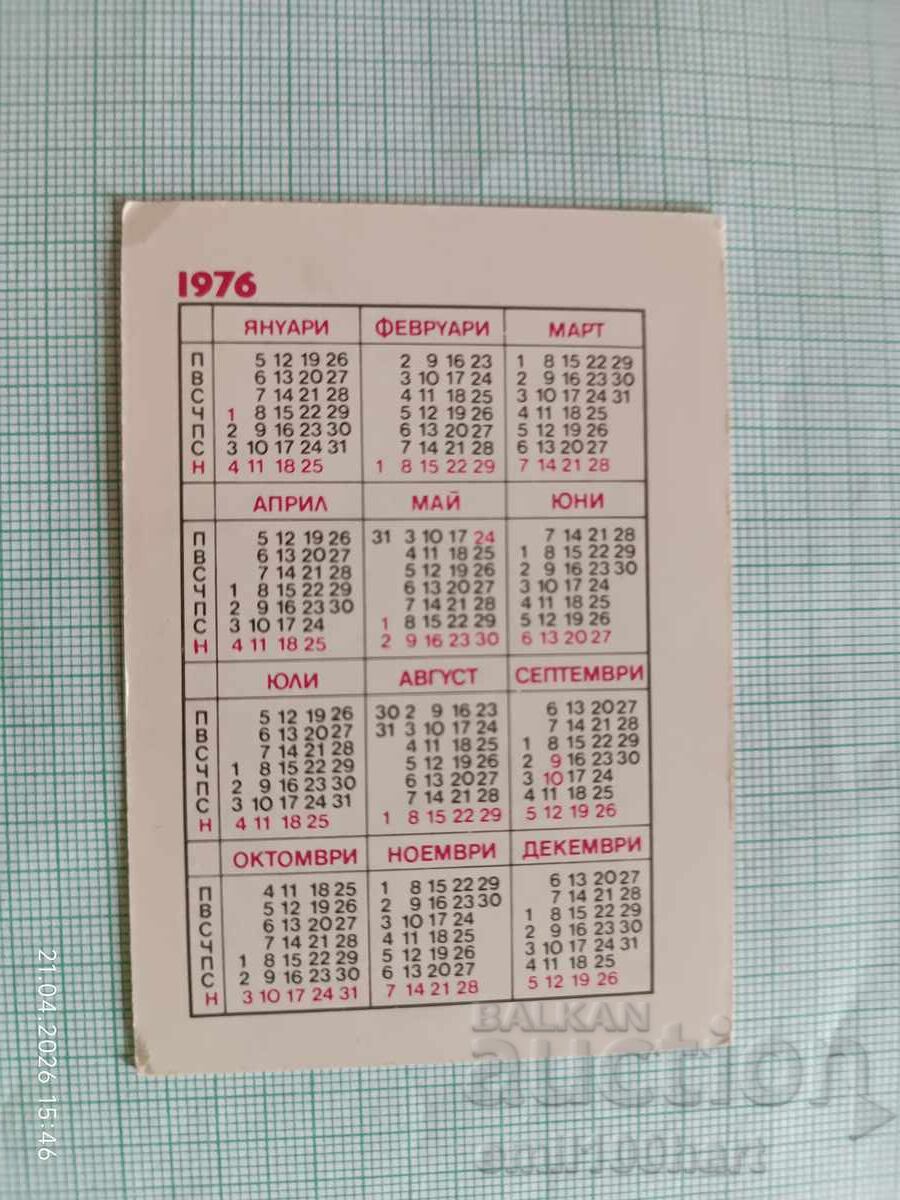 1976
ЯНУАРИ ФЕВРУАРИ МАРТ
П 5 12 19 26 2 9 16 23 1 8 15 22 29
В 6 13 20 27 3 10 17 24 2 9 16 23 30
С 7 14 21 28 4 11 18 25 3 10 17 24 31
Ч 1 8 15 22 29 5 12 19 26 4 11 18 25
П 2 9 16 23 30 6 13 20 27 5 12 19 26
С 3 10 17 24 31 7 14 21 28 6 13 20 27
Н 4 11 18 25 1 8 15 22 29 7 14 21 28
АПРИЛ МАЙ ЮНИ
П 5 12 19 26 31 3 10 17 24 7 14 21 28
В 6 13 20 27 4 11 18 25 1 8 15 22 29
С 7 14 21 28 5 12 19 26 2 9 16 23 30
Ч 1 8 15 22 29 6 13 20 27 3 10 17 24
П 2 9 16 23 30 7 14 21 28 4 11 18 25
С 3 10 17 24 1 8 15 22 29 5 12 19 26
Н 4 11 18 25 2 9 16 23 30 6 13 20 27
ЮЛИ АВГУСТ СЕПТЕМВРИ
П 5 12 19 26 30 2 9 16 23 6 13 20 27
В 6 13 20 27 31 3 10 17 24 7 14 21 28
С 7 14 21 28 4 11 18 25 1 8 15 22 29
Ч 1 8 15 22 29 5 12 19 26 2 9 16 23 30
П 2 9 16 23 30 6 13 20 27 3 10 17 24
С 3 10 17 24 31 7 14 21 28 4 11 18 25
Н 4 11 18 25 1 8 15 22 29 5 12 19 26
ОКТОМВРИ НОЕМВРИ ДЕКЕМВРИ
П 4 11 18 25 1 8 15 22 29 6 13 20 27
В 5 12 19 26 2 9 16 23 30 7 14 21 28
С 6 13 20 27 3 10 17 24 1 8 15 22 29
Ч 7 14 21 28 4 11 18 25 2 9 16 23 30
П 1 8 15 22 29 5 12 19 26 3 10 17 24 31
С 2 9 16 23 30 6 13 20 27 4 11 18 25
Н 3 10 17 24 31 7 14 21 28 5 12 19 26
21.04.2026 15:46
BALKAN
auction